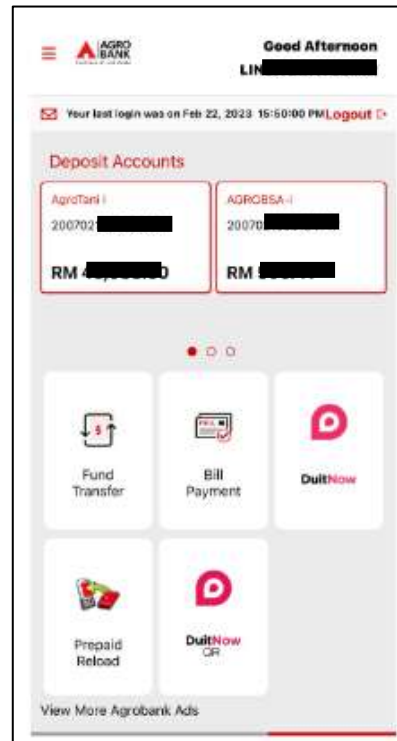 AGRO
BANK
Good Afternoon
LIN
Your last login was on Feb 22, 2023 15:50:00 PM Logout
Deposit Accounts
AgroTani-i
2007021
RM
AGROBSA-i
20070
RM
Fund
Transfer
Bill
Payment
DuitNow
Prepaid
Reload
DuitNow
QR
View More Agrobank Ads